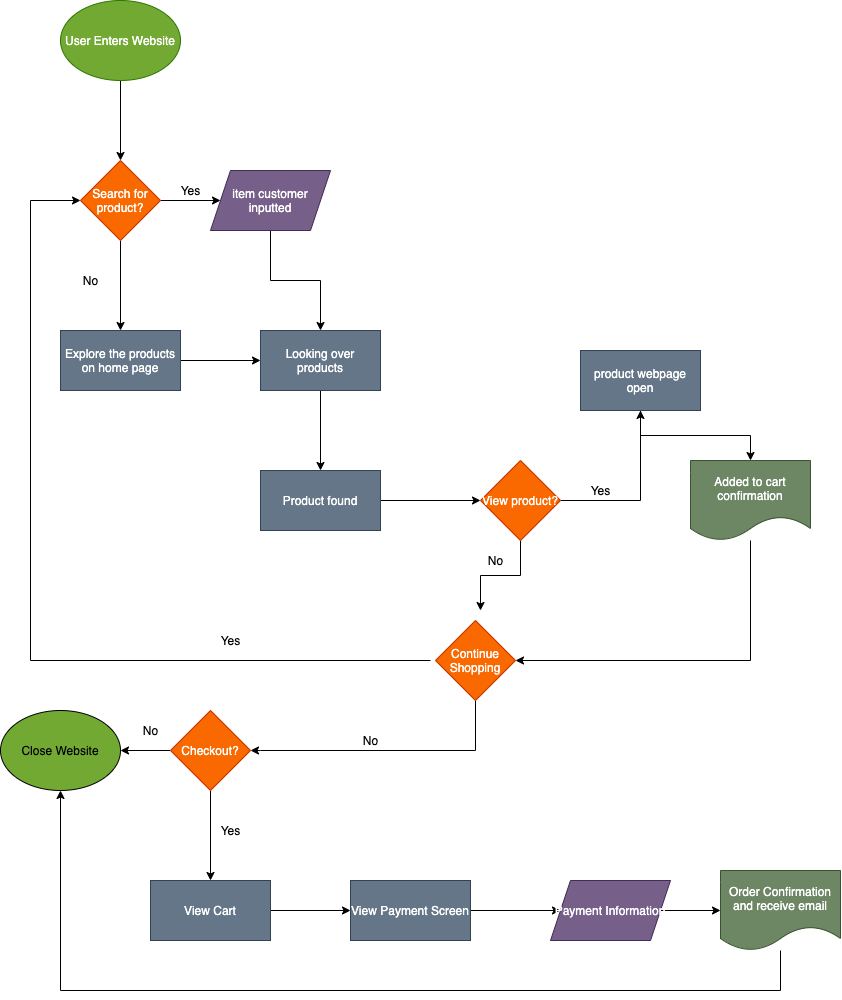 User Enters Website
Search for
product?
Yes
item customer
inputted
No
Explore the products
on home page
Looking over
products
product webpage
open
Product found
View product?
Yes
Added to cart
confirmation
No
Yes
Continue
Shopping
Close Website
No
Checkout?
No
Yes
View Cart
View Payment Screen
Payment Information
Order Confirmation
and receive email